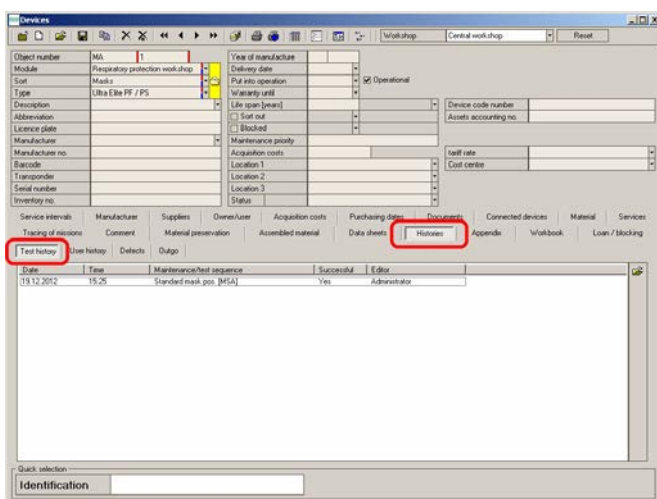 Devices
Workshop Central workshop Reset
Object number MA 1 Year of manufacture
Module Respiratory protection workshop Delivery date
Sort Masks Put into operation Operational
Type Ultra Elite PF / PS Warranty until
Description Life span [years] Device code number
Abbreviation Sort out Assets accounting no.
Licence plate Blocked
Manufacturer Maintenance priority
Manufacturer no. Acquisition costs tariff rate
Barcode Location 1 Cost centre
Transponder Location 2
Serial number Location 3
Inventory no. Status
Service intervals Manufacturer Suppliers Owner/user Acquisition costs Purchasing dates Documents Connected devices Material Services
Tracing of missions Comment Material preservation Assembled material Data sheets Histories Appendix Workbook Loan / blocking
Test history User history Defects Outgo
Date Time Maintenance/test sequence Successful Editor
19.12.2012 15:25 Standard mask pos. [MSA] Yes Administrator
Quick selection
Identification